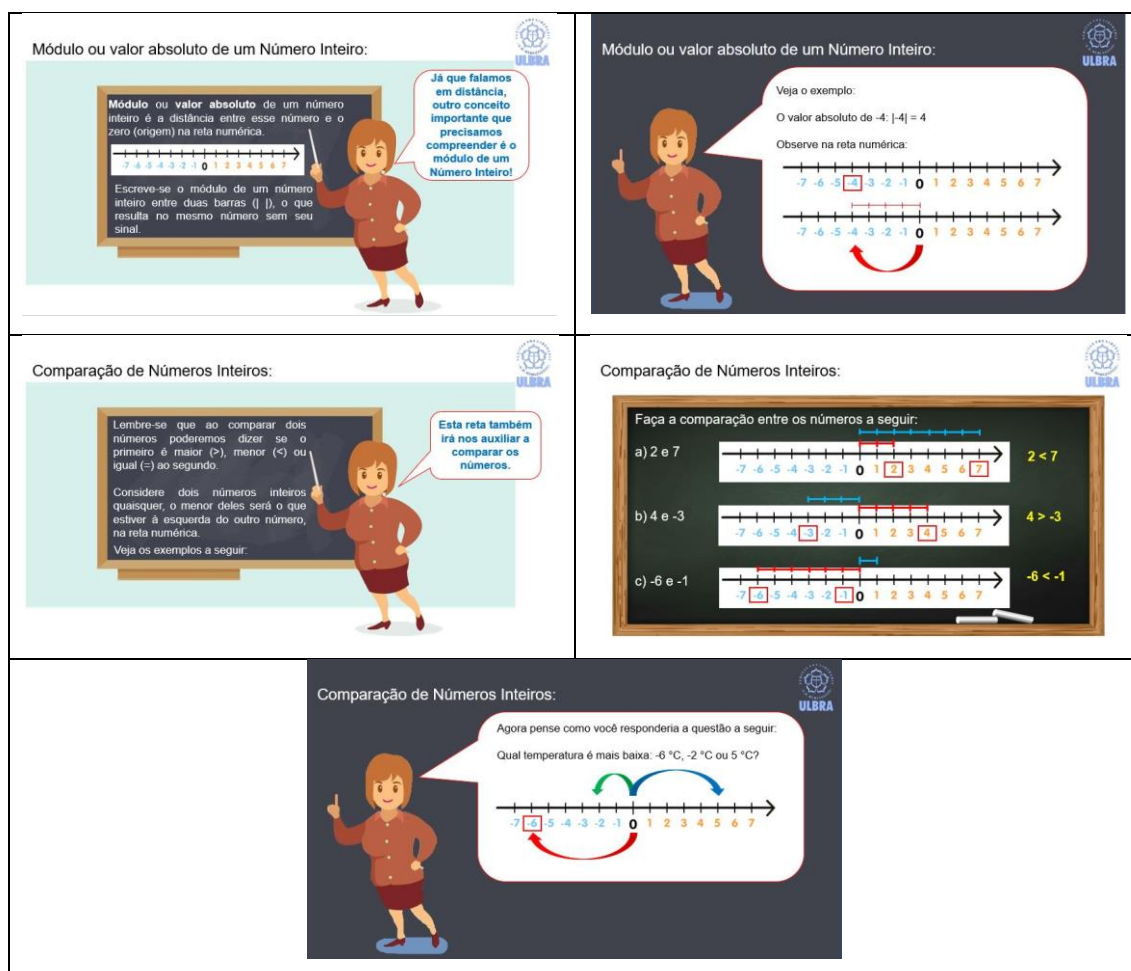 Módulo ou valor absoluto de um Número Inteiro:
ULBRA
Módulo ou valor absoluto de um número
inteiro é a distância entre esse número e o
zero (origem) na reta numérica.
-7 -6 -5 -4 -3 -2 -1 0 1 2 3 4 5 6 7
Escreve-se o módulo de um número
inteiro entre duas barras (| |), o que
resulta no mesmo número sem seu
sinal.
Já que falamos
em distância,
outro conceito
importante que
precisamos
compreender é o
módulo de um
Número Inteiro!
Módulo ou valor absoluto de um Número Inteiro:
ULBRA
Veja o exemplo:
O valor absoluto de -4: |-4| = 4
Observe na reta numérica:
-7 -6 -5 -4 -3 -2 -1 0 1 2 3 4 5 6 7
-7 -6 -5 -4 -3 -2 -1 0 1 2 3 4 5 6 7
Comparação de Números Inteiros:
ULBRA
Lembre-se que ao comparar dois
números poderemos dizer se o
primeiro é maior (>), menor (<) ou
igual (=) ao segundo.
Considere dois números inteiros
quaisquer, o menor deles será o que
estiver à esquerda do outro número,
na reta numérica.
Veja os exemplos a seguir:
Esta reta também
irá nos auxiliar a
comparar os
números.
Comparação de Números Inteiros:
ULBRA
Faça a comparação entre os números a seguir:
a) 2 e 7
-7 -6 -5 -4 -3 -2 -1 0 1 2 3 4 5 6 7
2 < 7
b) 4 e -3
-7 -6 -5 -4 -3 -2 -1 0 1 2 3 4 5 6 7
4 > -3
c) -6 e -1
-7 -6 -5 -4 -3 -2 -1 0 1 2 3 4 5 6 7
-6 < -1
Comparação de Números Inteiros:
ULBRA
Agora pense como você responderia a questão a seguir:
Qual temperatura é mais baixa: -6 °C, -2 °C ou 5 °C?
-7 -6 -5 -4 -3 -2 -1 0 1 2 3 4 5 6 7